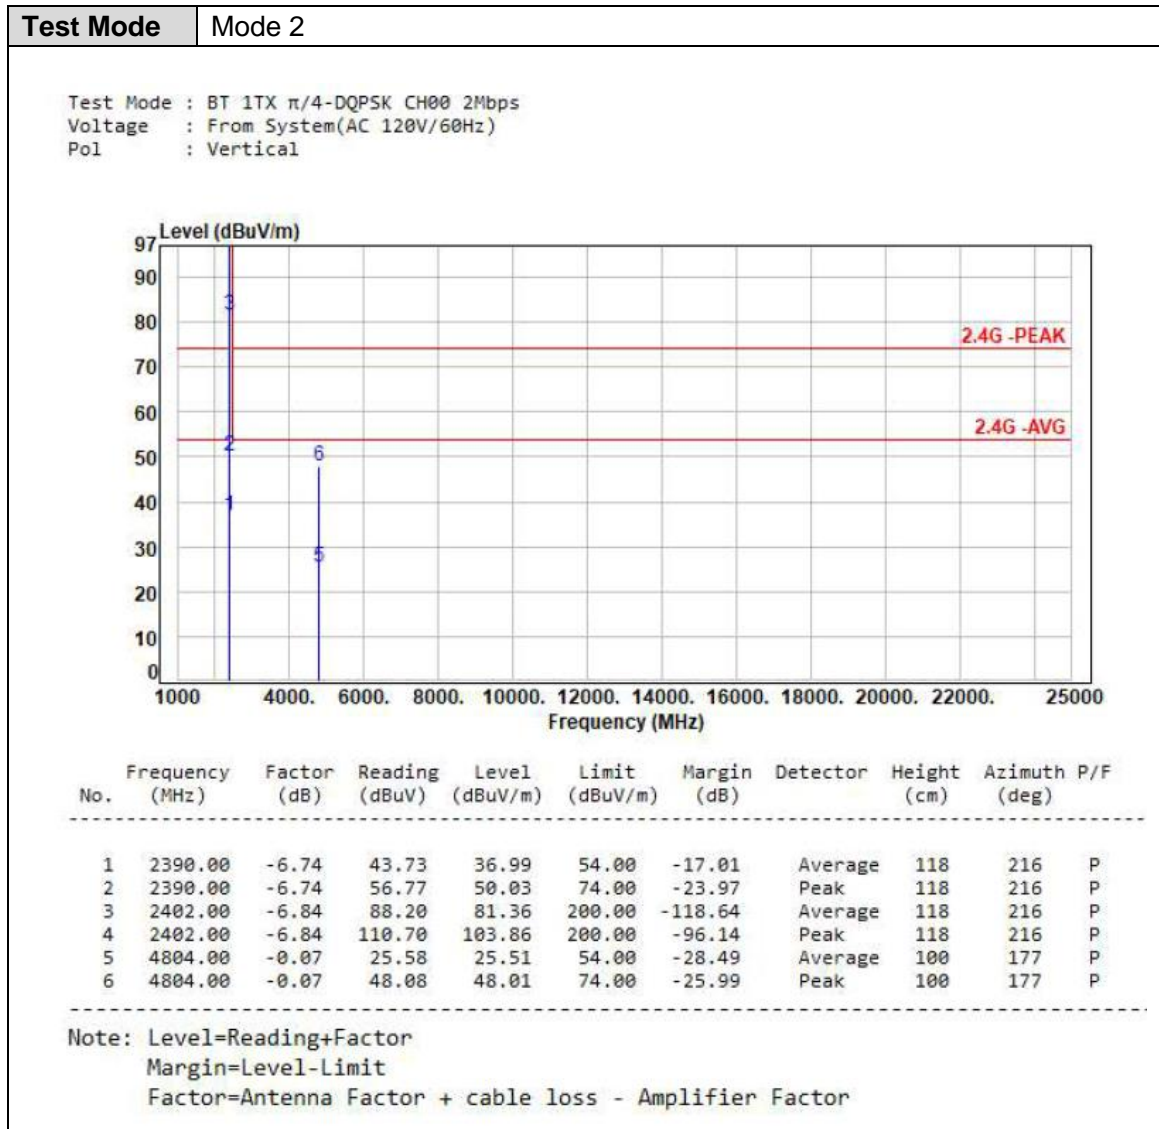 Test Mode Mode 2
Test Mode : BT 1TX π/4-DQPSK CH00 2Mbps
Voltage : From System(AC 120V/60Hz)
Pol : Vertical
Level (dBuV/m)
97
90
3
80
2.4G -PEAK
70
60
2.4G -AVG
2
6
50
40
1
30
5
20
10
0
1000 4000. 6000. 8000. 10000. 12000. 14000. 16000. 18000. 20000. 22000. 25000
Frequency (MHz)
Frequency Factor Reading Level Limit Margin Detector Height Azimuth P/F
No. (MHz) (dB) (dBuV) (dBuV/m) (dBuV/m) (dB) (cm) (deg)
1 2390.00 -6.74 43.73 36.99 54.00 -17.01 Average 118 216 P
2 2390.00 -6.74 56.77 50.03 74.00 -23.97 Peak 118 216 P
3 2402.00 -6.84 88.20 81.36 200.00 -118.64 Average 118 216 P
4 2402.00 -6.84 110.70 103.86 200.00 -96.14 Peak 118 216 P
5 4804.00 -0.07 25.58 25.51 54.00 -28.49 Average 100 177 P
6 4804.00 -0.07 48.08 48.01 74.00 -25.99 Peak 100 177 P
Note: Level=Reading+Factor
Margin=Level-Limit
Factor=Antenna Factor + cable loss - Amplifier Factor